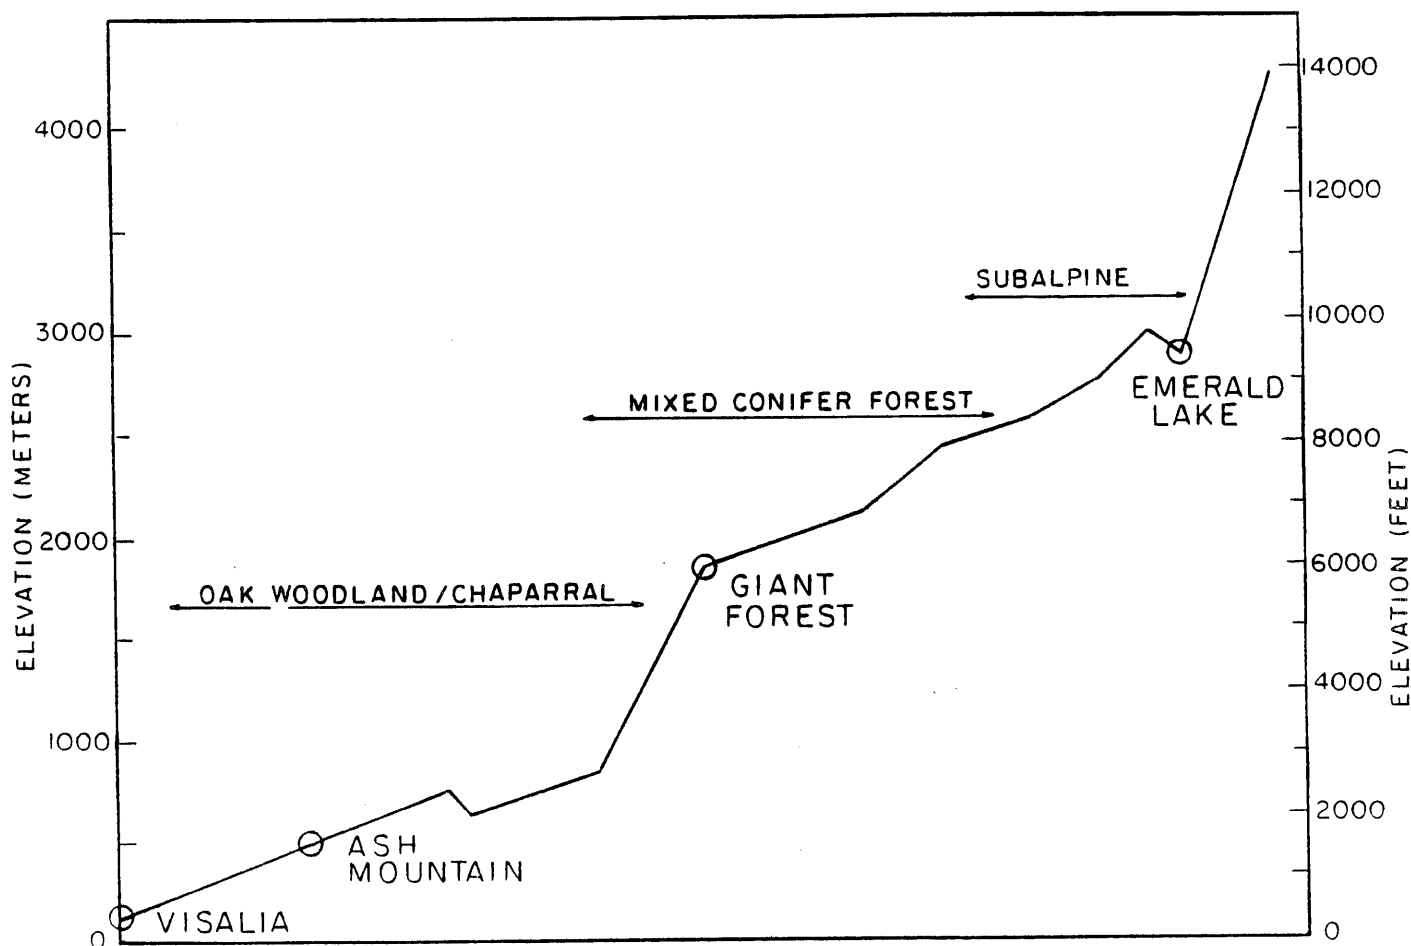 ELEVATION (METERS)
4000
3000
2000
1000
0
14000
12000
10000
8000
6000
4000
2000
0
ELEVATION (FEET)
SUBALPINE
EMERALD
LAKE
MIXED CONIFER FOREST
GIANT
FOREST
OAK WOODLAND/CHAPARRAL
ASH
MOUNTAIN
VISALIA